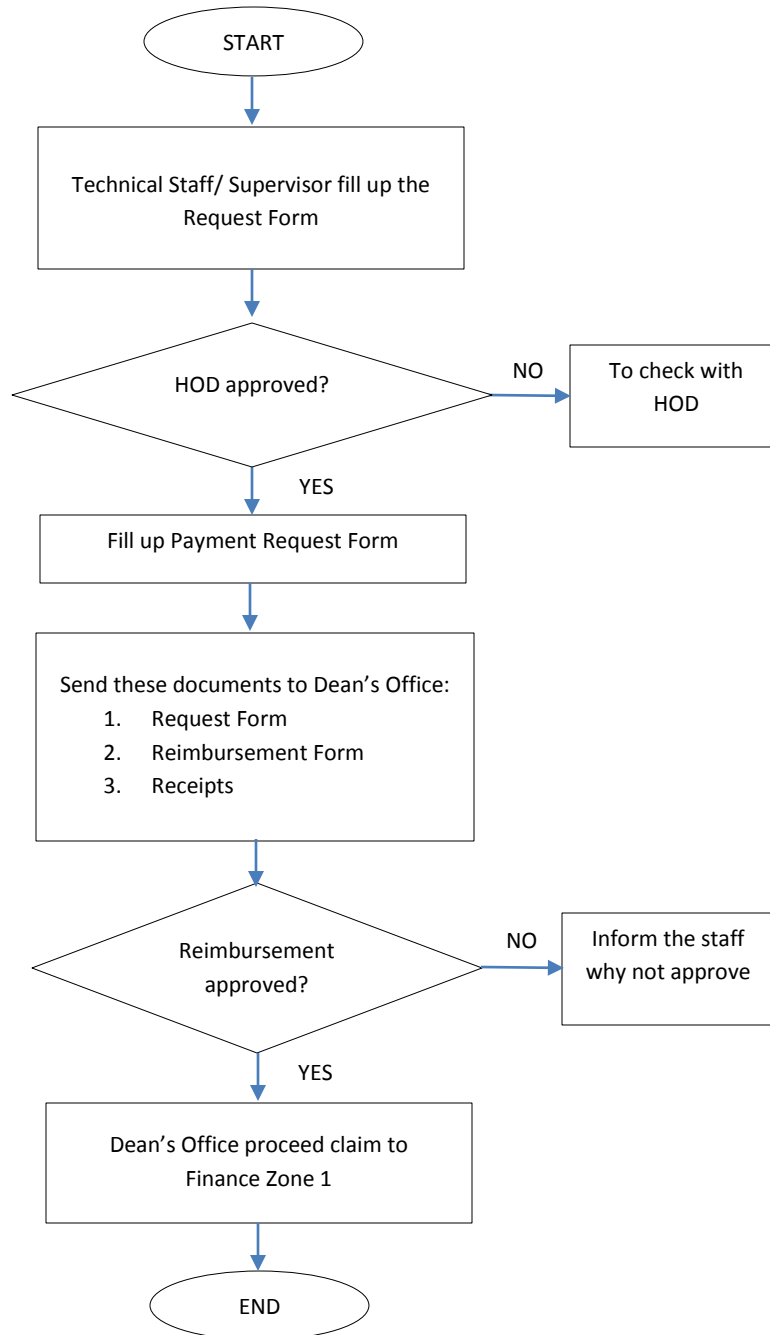 START
Technical Staff/ Supervisor fill up the
Request Form
HOD approved?
NO
To check with
HOD
YES
Fill up Payment Request Form
Send these documents to Dean’s Office:
1. Request Form
2. Reimbursement Form
3. Receipts
Reimbursement
approved?
NO
Inform the staff
why not approve
YES
Dean’s Office proceed claim to
Finance Zone 1
END